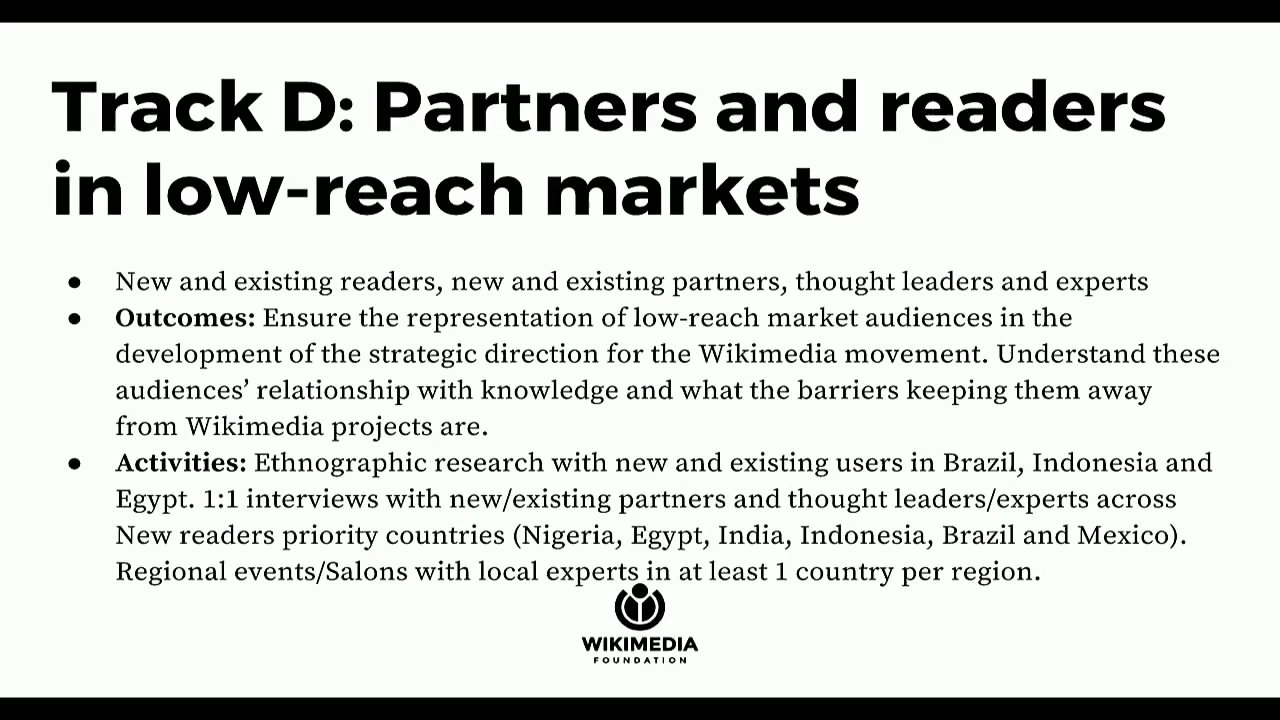 Track D: Partners and readers
in low-reach markets
● New and existing readers, new and existing partners, thought leaders and experts
● Outcomes: Ensure the representation of low-reach market audiences in the
development of the strategic direction for the Wikimedia movement. Understand these
audiences’ relationship with knowledge and what the barriers keeping them away
from Wikimedia projects are.
● Activities: Ethnographic research with new and existing users in Brazil, Indonesia and
Egypt. 1:1 interviews with new/existing partners and thought leaders/experts across
New readers priority countries (Nigeria, Egypt, India, Indonesia, Brazil and Mexico).
Regional events/Salons with local experts in at least 1 country per region.
WIKIMEDIA
FOUNDATION